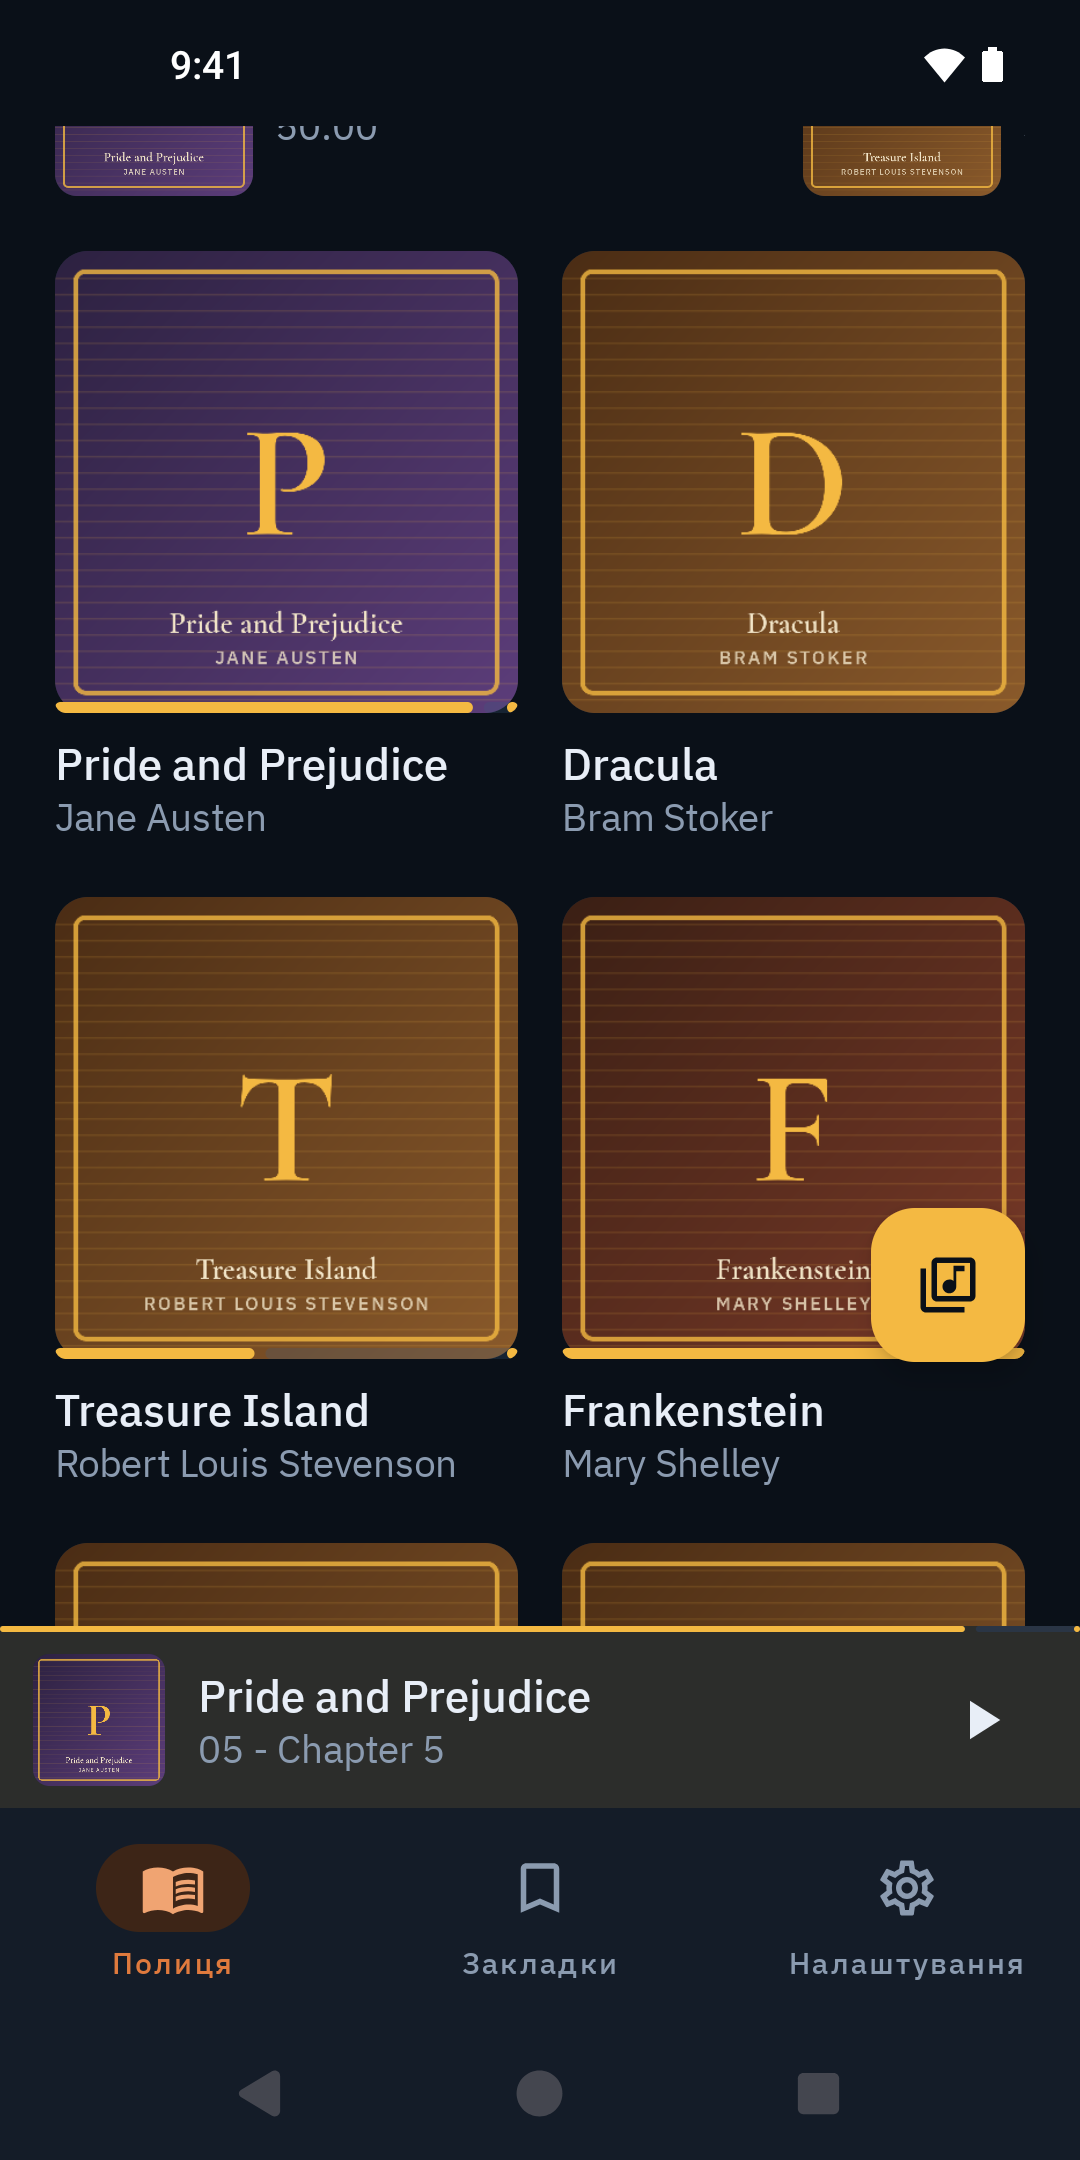 9:41
50.00
Pride and Prejudice
JANE AUSTEN
Treasure Island
ROBERT LOUIS STEVENSON
P
Pride and Prejudice
JANE AUSTEN
D
Dracula
BRAM STOKER
Pride and Prejudice
Jane Austen
Dracula
Bram Stoker
T
Treasure Island
ROBERT LOUIS STEVENSON
F
Frankenstein
MARY SHELLEY
Treasure Island
Robert Louis Stevenson
Frankenstein
Mary Shelley
P
Pride and Prejudice
JANE AUSTEN
Pride and Prejudice
05 - Chapter 5
Полиця
Закладки
Налаштування